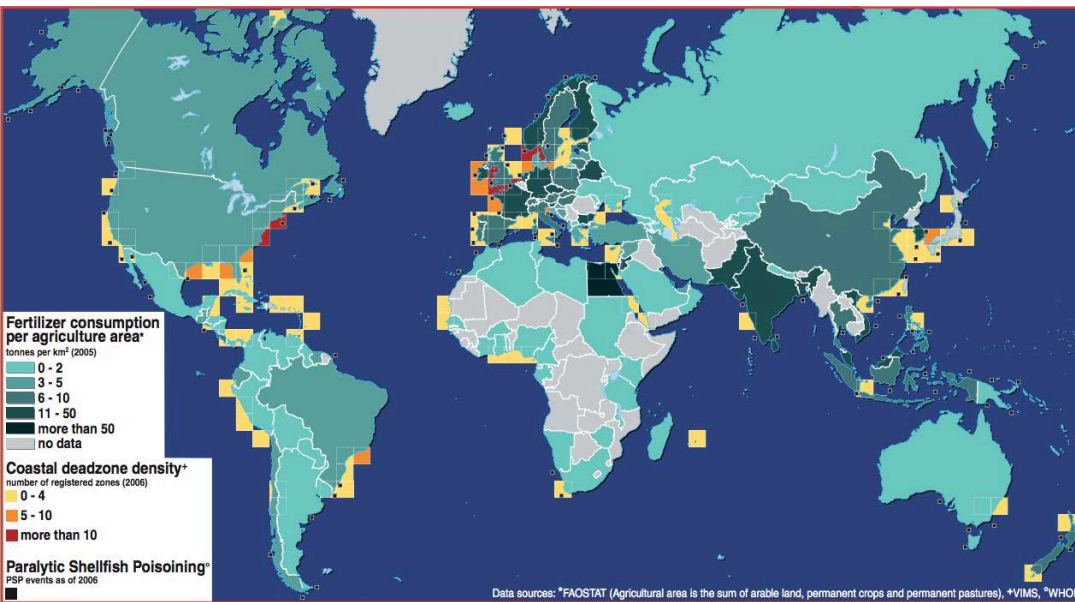 Fertilizer consumption
per agriculture area*
tonnes per km² (2005)
0 - 2
3 - 5
6 - 10
11 - 50
more than 50
no data
Coastal deadzone density⁺
number of registered zones (2006)
0 - 4
5 - 10
more than 10
Paralytic Shellfish Poisoining°
PSP events as of 2006
Data sources: *FAOSTAT (Agricultural area is the sum of arable land, permanent crops and permanent pastures), +VIMS, °WHOI